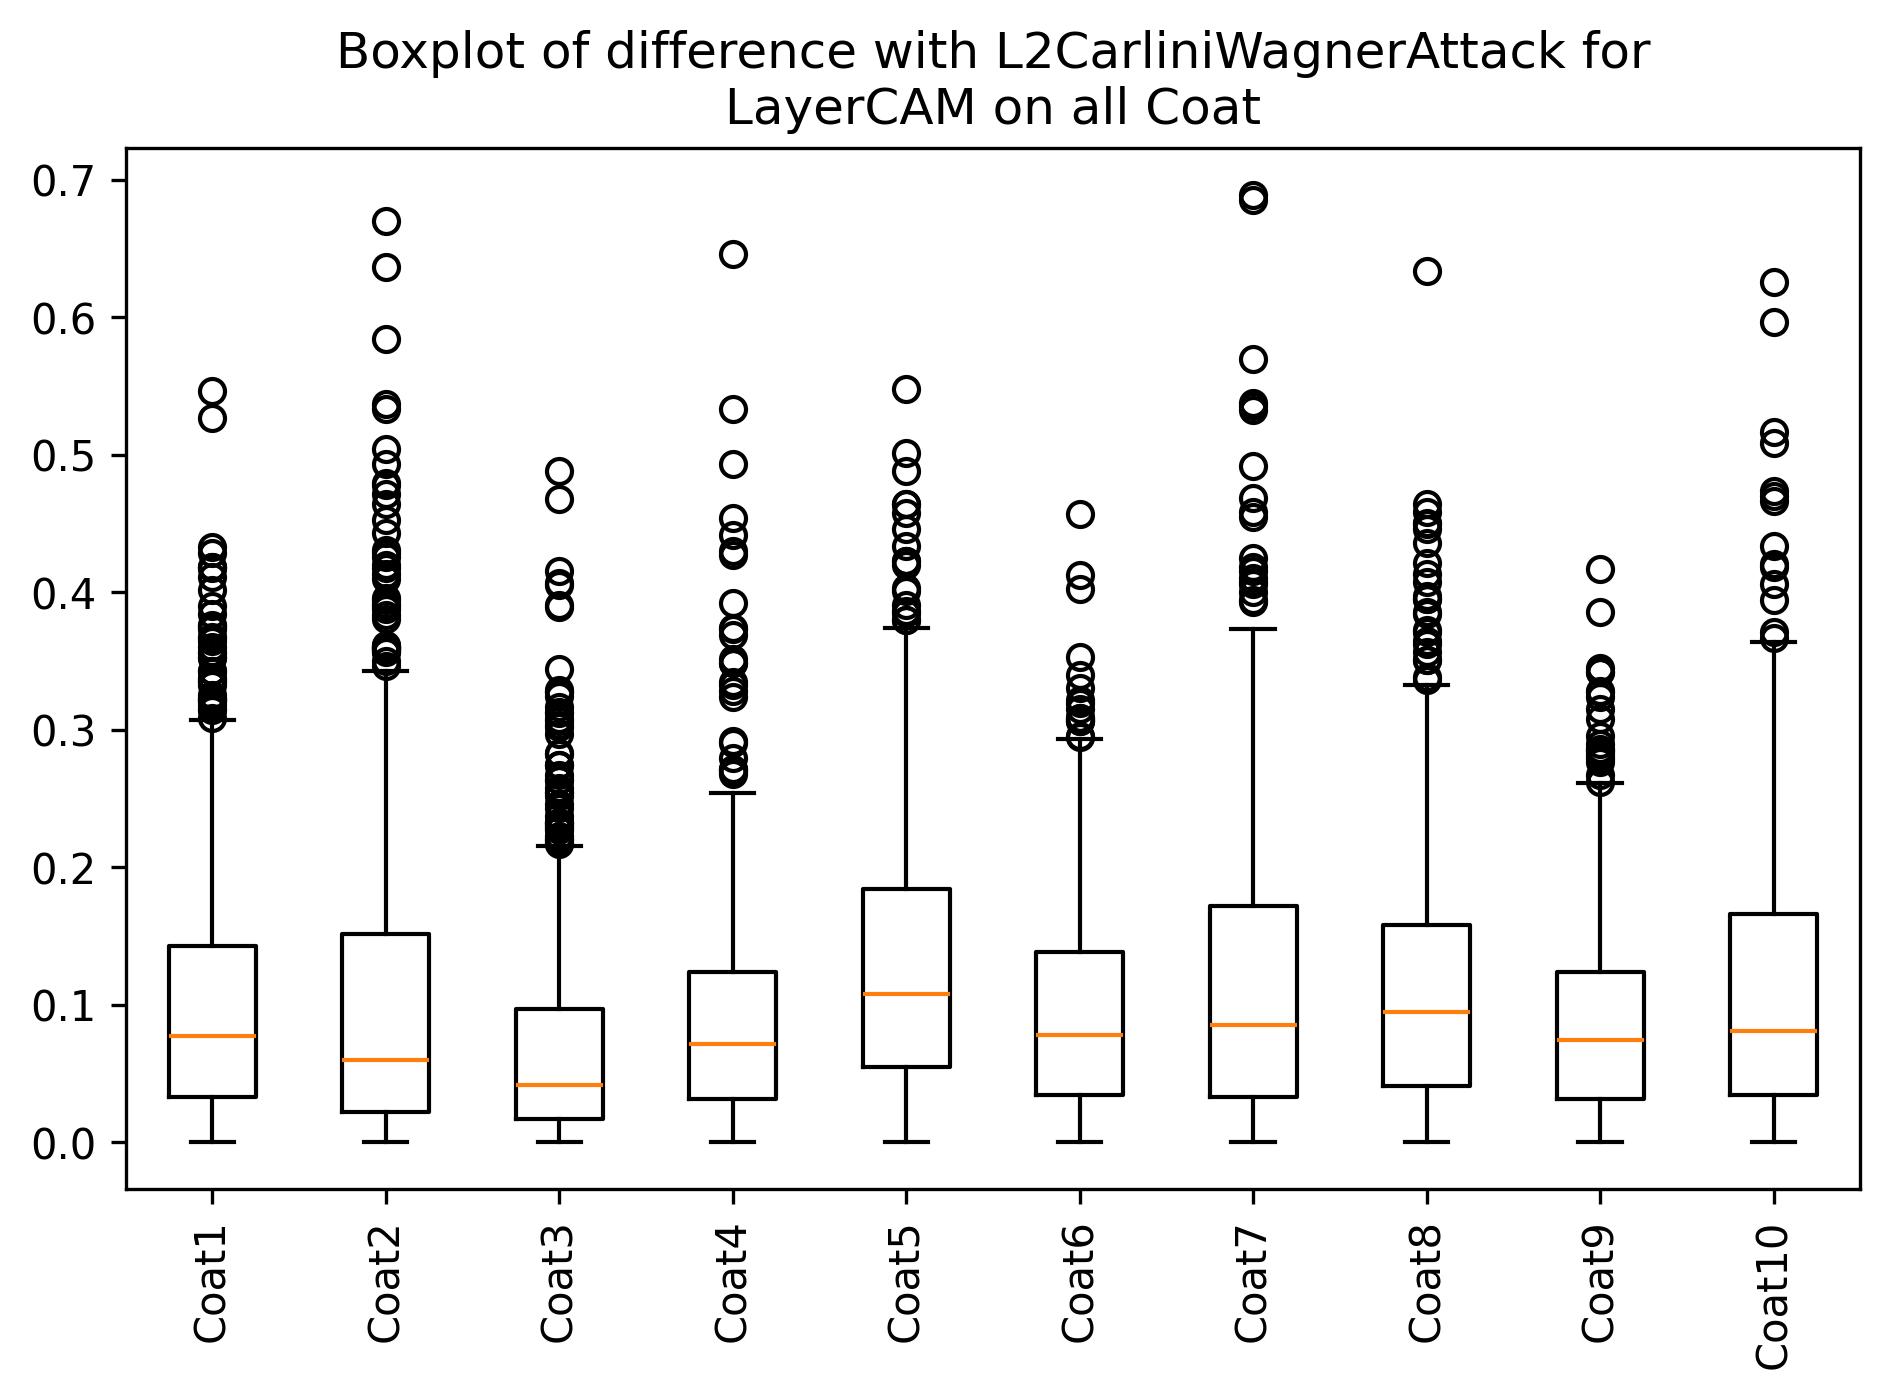 Boxplot of difference with L2CarliniWagnerAttack for
LayerCAM on all Coat
0.7
0.6
0.5
0.4
0.3
0.2
0.1
0.0
Coat1
Coat2
Coat3
Coat4
Coat5
Coat6
Coat7
Coat8
Coat9
Coat10